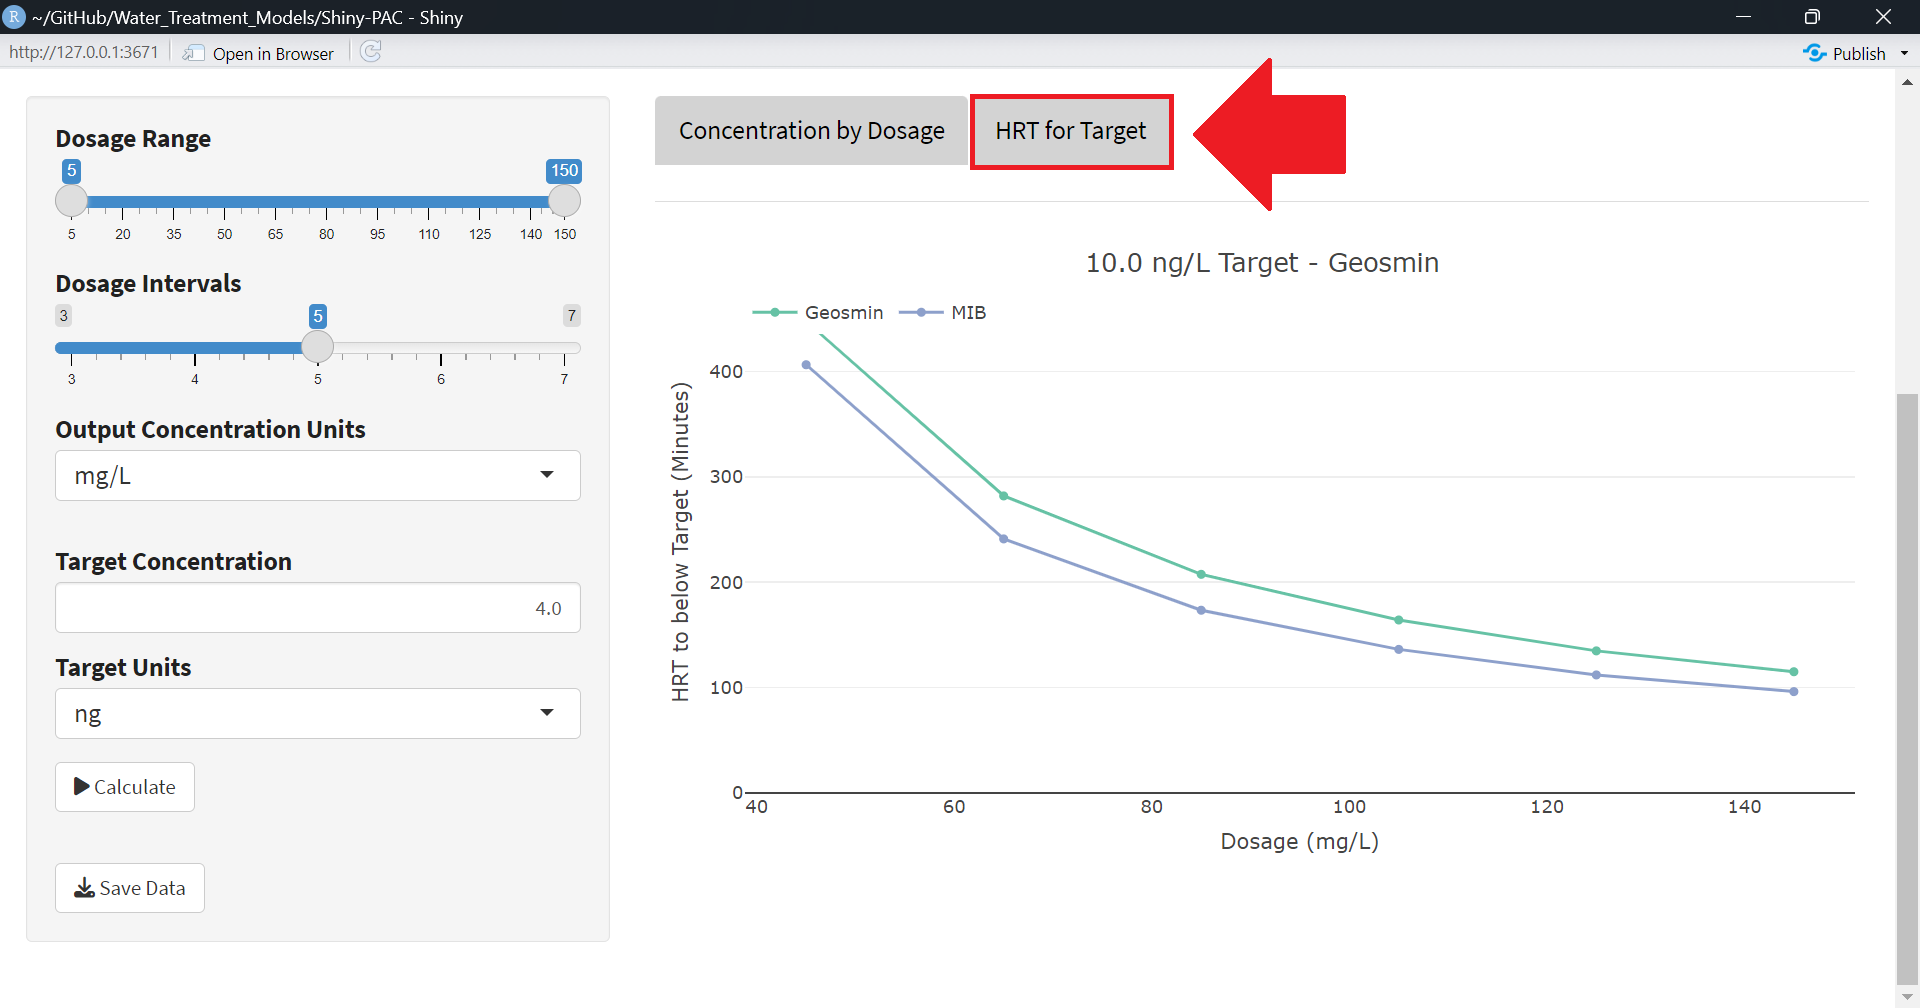 R ~/GitHub/Water_Treatment_Models/Shiny-PAC - Shiny
http://127.0.0.1:3671 Open in Browser Publish
Dosage Range
5 150
5 20 35 50 65 80 95 110 125 140 150
Dosage Intervals
3 5 7
3 4 5 6 7
Output Concentration Units
mg/L
Target Concentration
4.0
Target Units
ng
Calculate
Save Data
Concentration by Dosage HRT for Target
10.0 ng/L Target - Geosmin
Geosmin MIB
HRT to below Target (Minutes)
400
300
200
100
0
40 60 80 100 120 140
Dosage (mg/L)